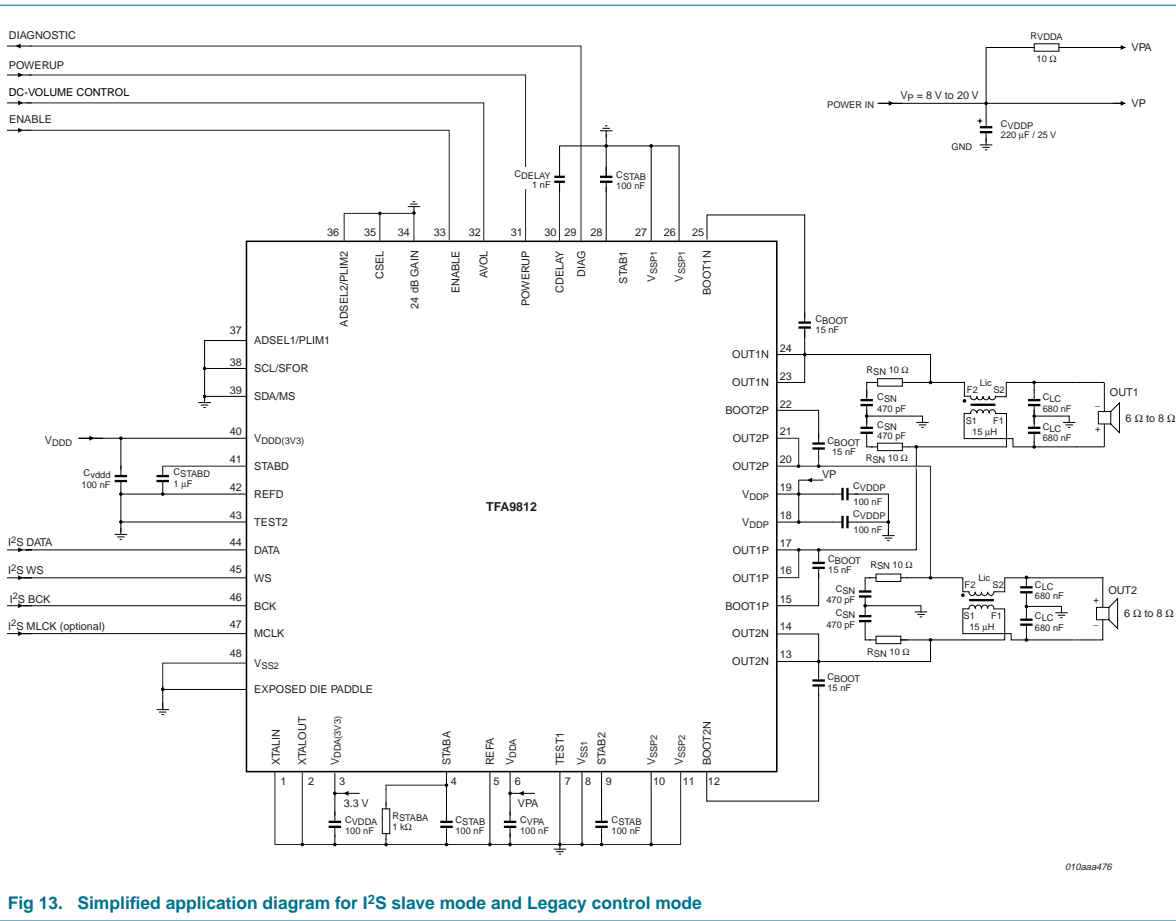 DIAGNOSTIC
POWERUP
DC-VOLUME CONTROL
ENABLE
RVDDA
10 Ω
VPA
POWER IN
VP = 8 V to 20 V
VP
+
CVDDP
220 μF / 25 V
GND
CDELAY
1 nF
CSTAB
100 nF
36
35
34
33
32
31
30
29
28
27
26
25
ADSEL2/PLIM2
CSEL
24 dB GAIN
ENABLE
AVOL
POWERUP
CDELAY
DIAG
STAB1
VSSP1
VSSP1
BOOT1N
CBOOT
15 nF
37
ADSEL1/PLIM1
38
SCL/SFOR
39
SDA/MS
VDDD
40
VDDD(3V3)
41
STABD
Cvddd
100 nF
CSTABD
1 μF
42
REFD
43
TEST2
I2S DATA
44
DATA
I2S WS
45
WS
I2S BCK
46
BCK
I2S MLCK (optional)
47
MCLK
48
VSS2
EXPOSED DIE PADDLE
TFA9812
OUT1N
24
OUT1N
23
BOOT2P
22
OUT2P
21
OUT2P
20
VDDP
19
VDDP
18
OUT1P
17
OUT1P
16
BOOT1P
15
OUT2N
14
OUT2N
13
RSN 10 Ω
CSN
470 pF
CSN
470 pF
RSN 10 Ω
Lic
F2
S2
S1
F1
15 μH
CLC
680 nF
CLC
680 nF
OUT1
−
+
6 Ω to 8 Ω
CBOOT
15 nF
VP
CVDDP
100 nF
CVDDP
100 nF
CBOOT
15 nF
RSN 10 Ω
CSN
470 pF
CSN
470 pF
RSN 10 Ω
Lic
F2
S2
S1
F1
15 μH
CLC
680 nF
CLC
680 nF
OUT2
+
−
6 Ω to 8 Ω
CBOOT
15 nF
XTALIN
XTALOUT
VDDA(3V3)
STABA
REFA
VDDA
TEST1
VSS1
STAB2
VSSP2
VSSP2
BOOT2N
1
2
3
4
5
6
7
8
9
10
11
12
3.3 V
VPA
CVDDA
100 nF
RSTABA
1 kΩ
CSTAB
100 nF
CVPA
100 nF
CSTAB
100 nF
010aaa476
Fig 13. Simplified application diagram for I2S slave mode and Legacy control mode